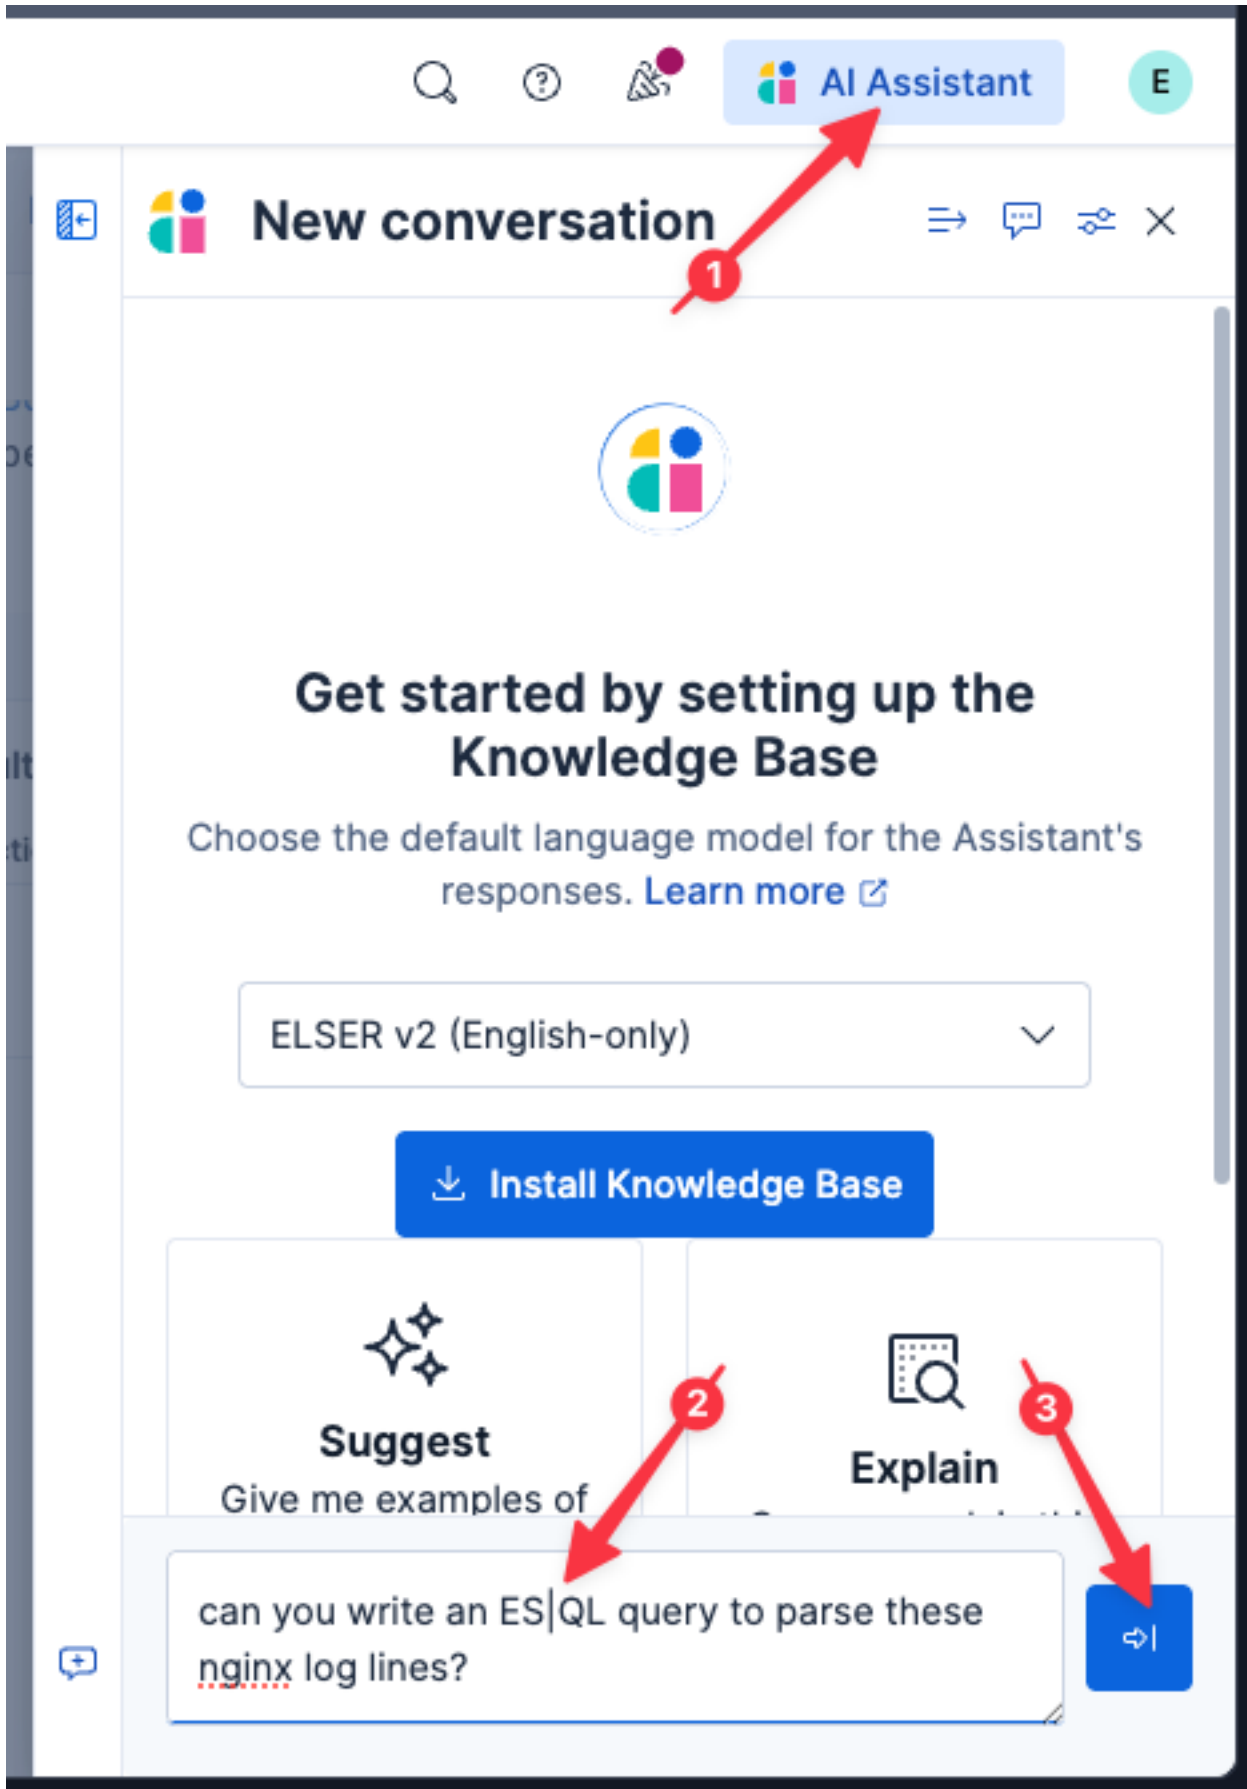 AI Assistant
E
New conversation
1
Get started by setting up the
Knowledge Base
Choose the default language model for the Assistant's
responses. Learn more
ELSER v2 (English-only)
Install Knowledge Base
Suggest
Give me examples of
2
Explain
3
can you write an ES|QL query to parse these
nginx log lines?